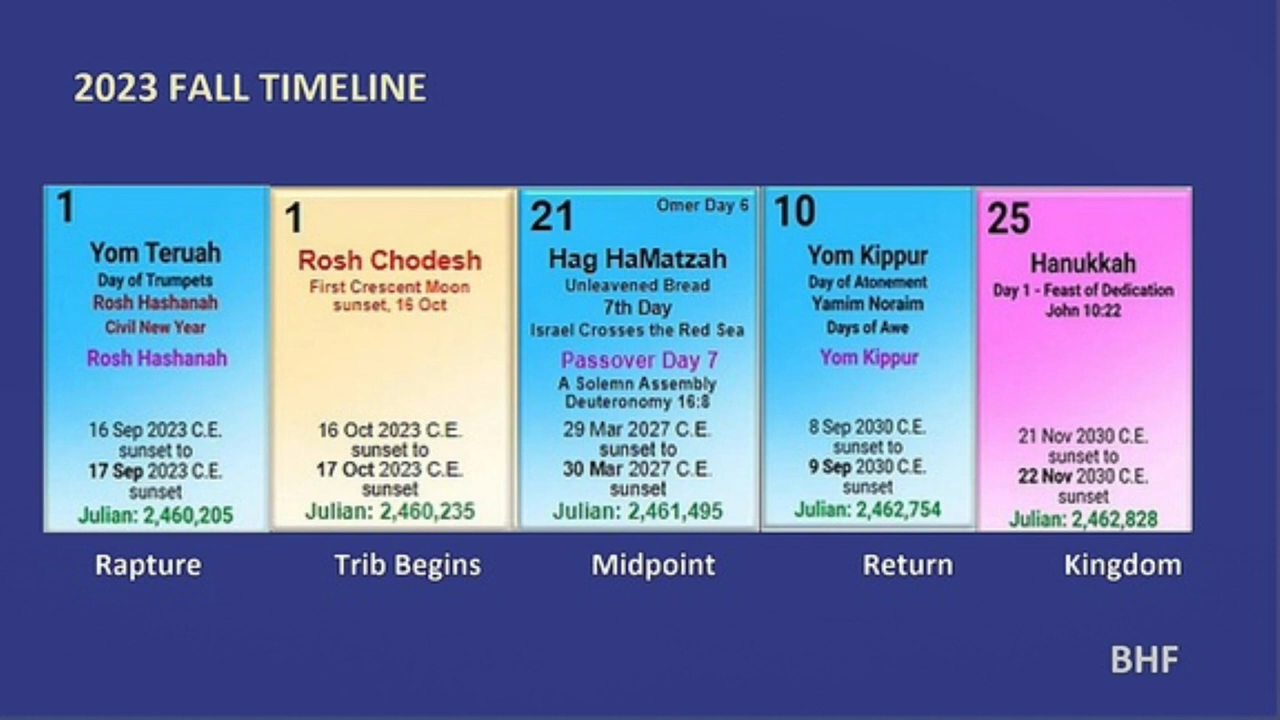 2023 FALL TIMELINE
1
Yom Teruah
Day of Trumpets
Rosh Hashanah
Civil New Year
Rosh Hashanah
16 Sep 2023 C.E.
sunset to
17 Sep 2023 C.E.
sunset
Julian: 2,460,205
Rapture
1
Rosh Chodesh
First Crescent Moon
sunset, 16 Oct
16 Oct 2023 C.E.
sunset to
17 Oct 2023 C.E.
sunset
Julian: 2,460,235
Trib Begins
21
Omer Day 6
Hag HaMatzah
Unleavened Bread
7th Day
Israel Crosses the Red Sea
Passover Day 7
A Solemn Assembly
Deuteronomy 16:8
29 Mar 2027 C.E.
sunset to
30 Mar 2027 C.E.
sunset
Julian: 2,461,495
Midpoint
10
Yom Kippur
Day of Atonement
Yamim Noraim
Days of Awe
Yom Kippur
8 Sep 2030 C.E.
sunset to
9 Sep 2030 C.E.
sunset
Julian: 2,462,754
Return
25
Hanukkah
Day 1 - Feast of Dedication
John 10:22
21 Nov 2030 C.E.
sunset to
22 Nov 2030 C.E.
sunset
Julian: 2,462,828
Kingdom
BHF